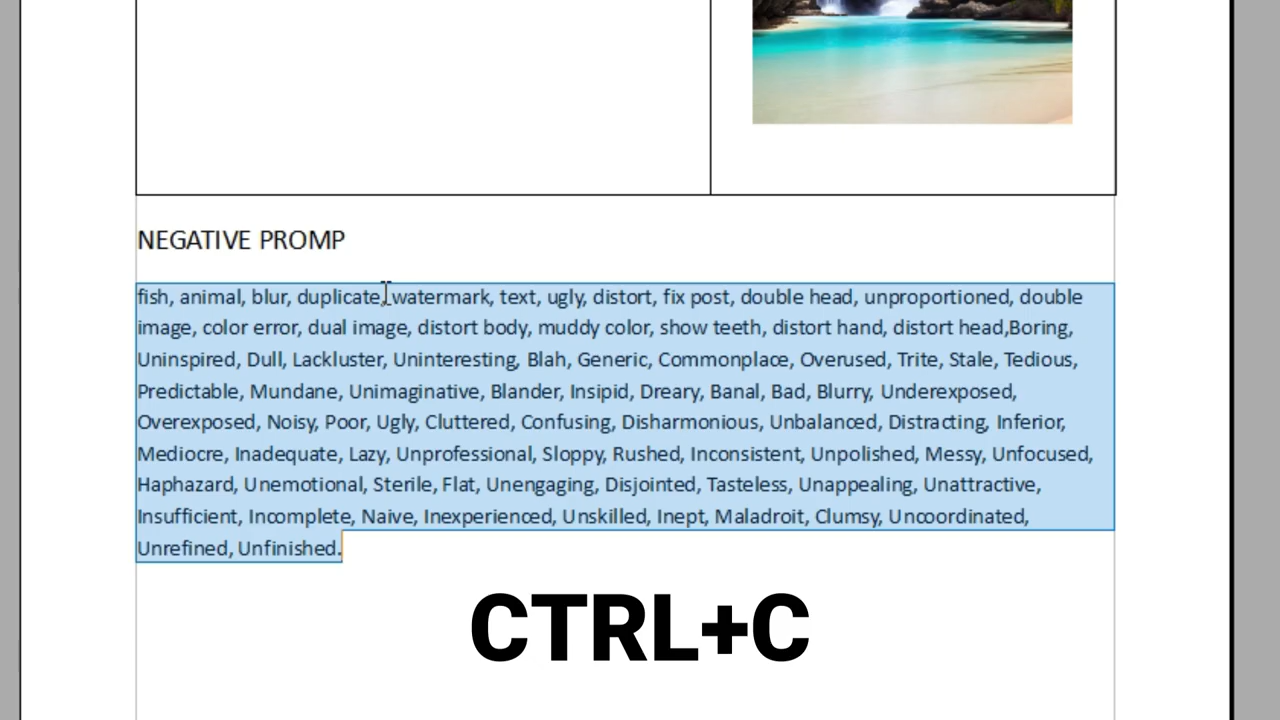 NEGATIVE PROMP
fish, animal, blur, duplicate, watermark, text, ugly, distort, fix post, double head, unproportioned, double
image, color error, dual image, distort body, muddy color, show teeth, distort hand, distort head,Boring,
Uninspired, Dull, Lackluster, Uninteresting, Blah, Generic, Commonplace, Overused, Trite, Stale, Tedious,
Predictable, Mundane, Unimaginative, Blander, Insipid, Dreary, Banal, Bad, Blurry, Underexposed,
Overexposed, Noisy, Poor, Ugly, Cluttered, Confusing, Disharmonious, Unbalanced, Distracting, Inferior,
Mediocre, Inadequate, Lazy, Unprofessional, Sloppy, Rushed, Inconsistent, Unpolished, Messy, Unfocused,
Haphazard, Unemotional, Sterile, Flat, Unengaging, Disjointed, Tasteless, Unappealing, Unattractive,
Insufficient, Incomplete, Naive, Inexperienced, Unskilled, Inept, Maladroit, Clumsy, Uncoordinated,
Unrefined, Unfinished.
CTRL+C